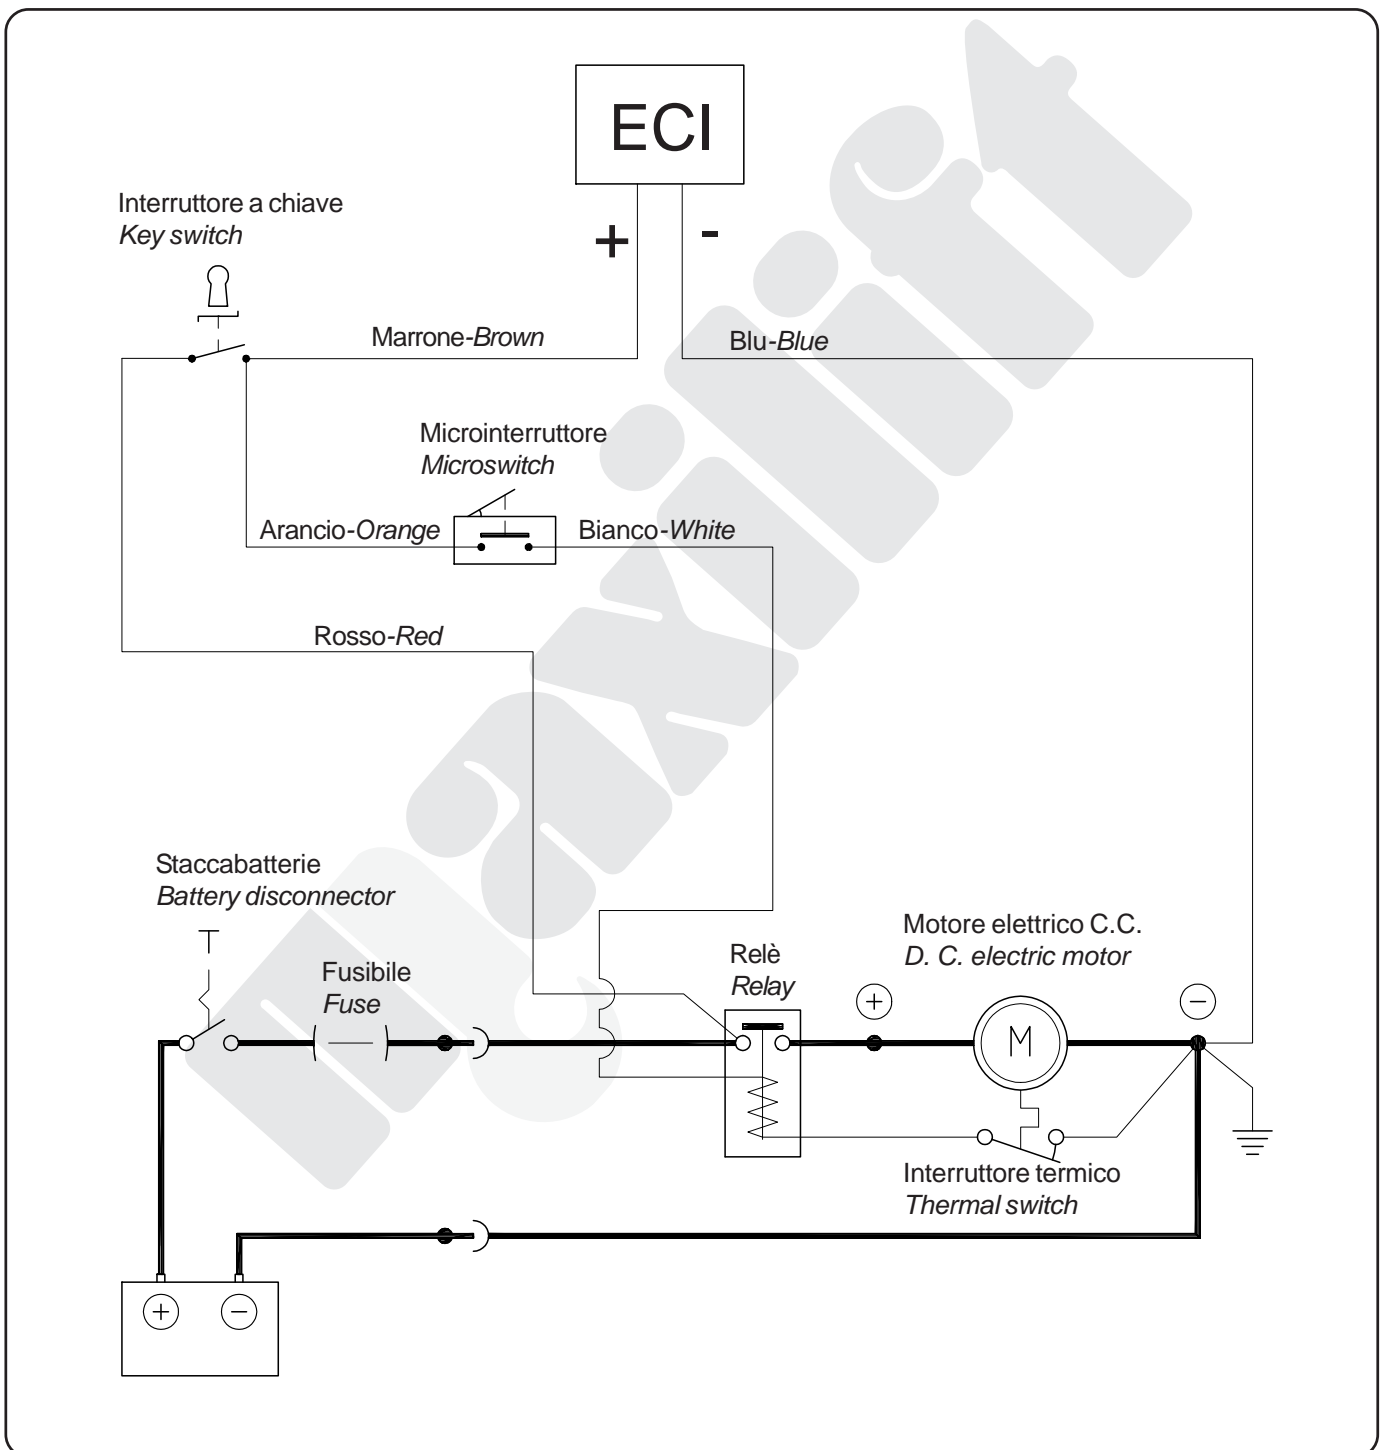 ECI
Interruttore a chiave
Key switch
+ -
Marrone-Brown
Blu-Blue
Microinterruttore
Microswitch
Arancio-Orange
Bianco-White
Rosso-Red
Staccabatterie
Battery disconnector
Motore elettrico C.C.
D. C. electric motor
Relè
Relay
Fusibile
Fuse
+ -
M
Interruttore termico
Thermal switch
+ -
maxilift